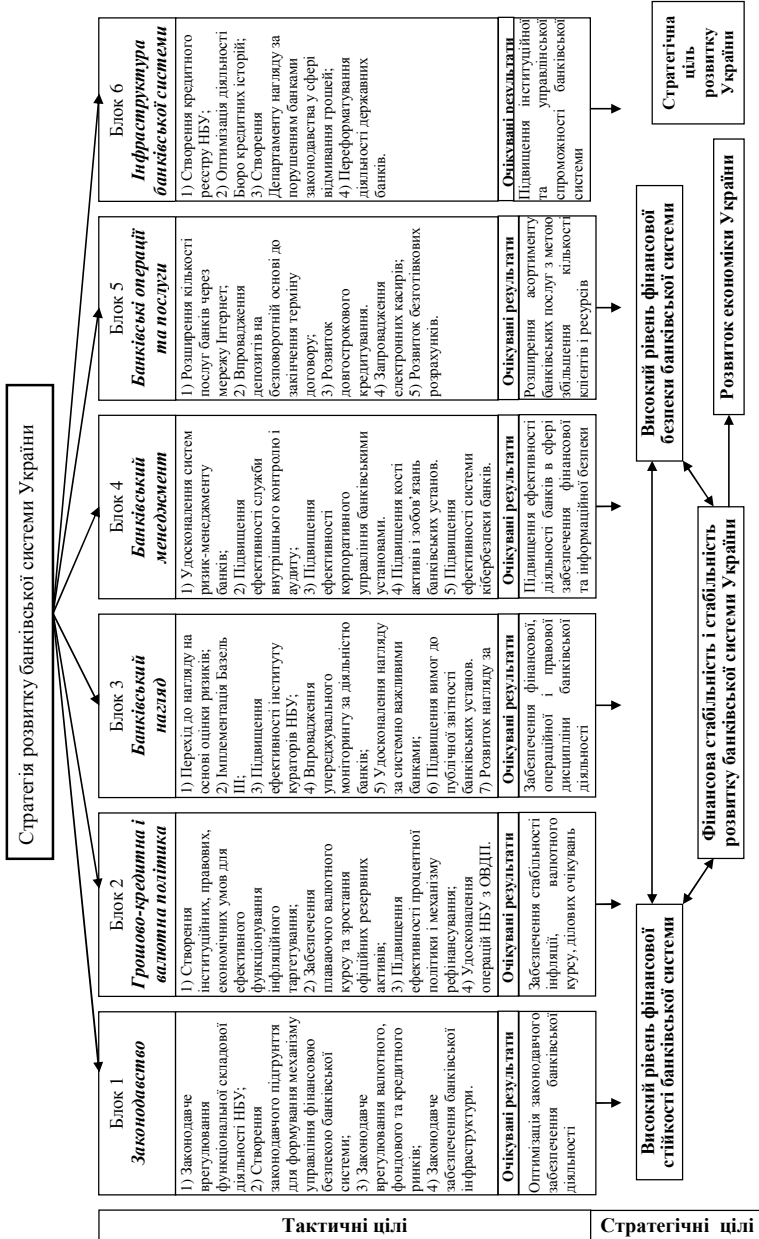 Стратегія розвитку банківської системи України
Тактичні цілі
Блок 1
Законодавство
1) Законодавче
врегулювання
функціональної складової
діяльності НБУ;
2) Створення
законодавчого підґрунття
для формування механізму
управління фінансовою
безпекою банківської
системи;
3) Законодавче
врегулювання валютного,
фондового та кредитного
ринків;
4) Законодавче
забезпечення банківської
інфраструктури.
Очікувані результати
Оптимізація законодавчого
забезпечення банківської
діяльності
Блок 2
Грошово-кредитна і
валютна політика
1) Створення
інституційних, правових,
економічних умов для
ефективного
функціонування
інфляційного
таргетування;
2) Забезпечення
плаваючого валютного
курсу та зростання
офіційних резервних
активів;
3) Підвищення
ефективності процентної
політики і механізму
рефінансування;
4) Удосконалення
операцій НБУ з ОВДП.
Очікувані результати
Забезпечення стабільності
інфляції, валютного
курсу, ділових очікувань
Блок 3
Банківський
нагляд
1) Перехід до нагляду на
основі оцінки ризиків;
2) Імплементація Базель
III;
3) Підвищення
ефективності інституту
кураторів НБУ;
4) Впровадження
упереджувального
моніторингу за діяльністю
банків;
5) Удосконалення нагляду
за системно важливими
банками;
6) Підвищення вимог до
публічної звітності
банківських установ.
7) Розвиток нагляду за
Очікувані результати
Забезпечення фінансової,
операційної і правової
дисципліни банківської
діяльності
Блок 4
Банківський
менеджмент
1) Удосконалення систем
ризик-менеджменту
банків;
2) Підвищення
ефективності служби
внутрішнього контролю і
аудиту;
3) Підвищення
ефективності
корпоративного
управління банківськими
установами.
4) Підвищення кості
активів і зобов’язань
банківських установ.
5) Підвищення
ефективності системи
кібербезпеки банків.
Очікувані результати
Підвищення ефективності
діяльності банків в сфері
забезпечення фінансової
та інформаційної безпеки
Блок 5
Банківські операції
та послуги
1) Розширення кількості
послуг банків через
мережу Інтернет;
2) Впровадження
депозитів на
безповоротній основі до
закінчення терміну
договору;
3) Розвиток
довгострокового
кредитування.
4) Запровадження
електронних касирів;
5) Розвиток безготівкових
розрахунків.
Очікувані результати
Розширення асортименту
банківських послуг з метою
збільшення кількості
клієнтів і ресурсів
Блок 6
Інфраструктура
банківської системи
1) Створення кредитного
реєстру НБУ;
2) Оптимізація діяльності
Бюро кредитних історій;
3) Створення
Департаменту нагляду за
порушенням банками
законодавства у сфері
відмивання грошей;
4) Переформатування
діяльності державних
банків.
Очікувані результати
Підвищення інституційної
та управлінської
спроможності банківської
системи
Стратегічні цілі
Високий рівень фінансової
стійкості банківської системи
Високий рівень фінансової
безпеки банківської системи
Фінансова стабільність і стабільність
розвитку банківської системи України
Розвиток економіки України
Стратегічна
ціль
розвитку
України